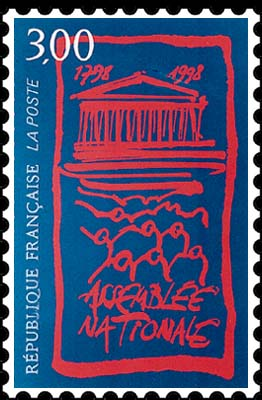 3,00
RÉPUBLIQUE FRANÇAISE LA POSTE
1798 1998
ASSEMBLÉE
NATIONALE